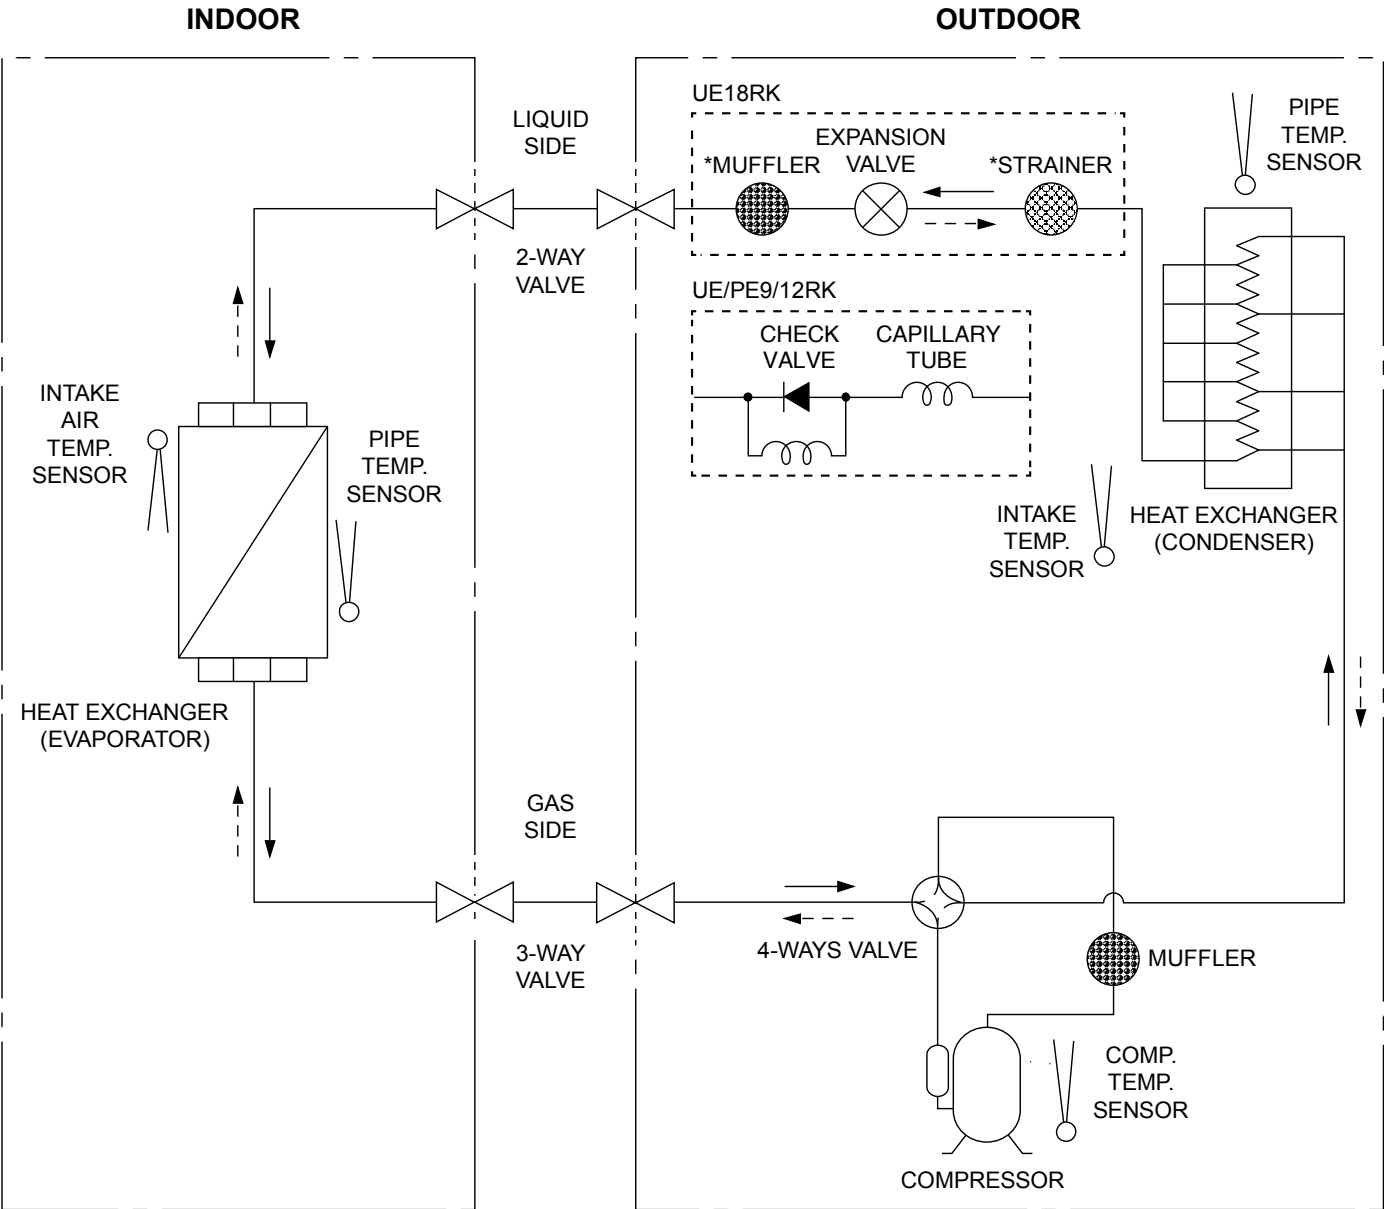 INDOOR
OUTDOOR
LIQUID
SIDE
2-WAY
VALVE
UE18RK
*MUFFLER
EXPANSION
VALVE
*STRAINER
PIPE
TEMP.
SENSOR
UE/PE9/12RK
CHECK
VALVE
CAPILLARY
TUBE
INTAKE
AIR
TEMP.
SENSOR
PIPE
TEMP.
SENSOR
INTAKE
TEMP.
SENSOR
HEAT EXCHANGER
(CONDENSER)
HEAT EXCHANGER
(EVAPORATOR)
GAS
SIDE
3-WAY
VALVE
4-WAYS VALVE
MUFFLER
COMP.
TEMP.
SENSOR
COMPRESSOR